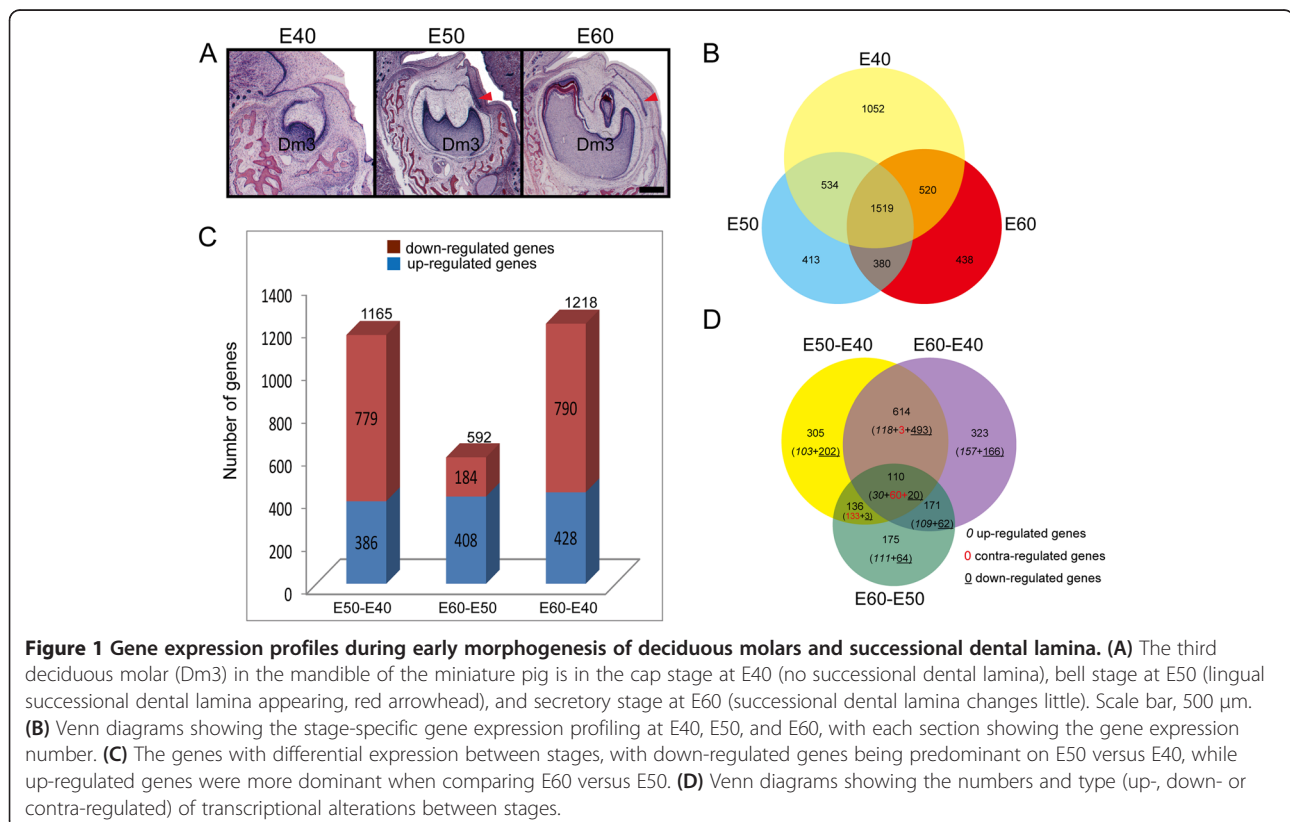 A
E40
E50
E60
Dm3
Dm3
Dm3
B
E40
1052
534
520
1519
E50
E60
413
380
438
C
down-regulated genes
up-regulated genes
Number of genes
1400
1200
1000
800
600
400
200
0
1165
779
386
592
184
408
1218
790
428
E50-E40
E60-E50
E60-E40
D
E50-E40
E60-E40
614
(118+3+493)
305
(103+202)
323
(157+166)
110
(30+60+20)
136
(133+3)
171
(109+62)
175
(111+64)
0 up-regulated genes
0 contra-regulated genes
0 down-regulated genes
E60-E50
Figure 1 Gene expression profiles during early morphogenesis of deciduous molars and successional dental lamina. (A) The third
deciduous molar (Dm3) in the mandible of the miniature pig is in the cap stage at E40 (no successional dental lamina), bell stage at E50 (lingual
successional dental lamina appearing, red arrowhead), and secretory stage at E60 (successional dental lamina changes little). Scale bar, 500 μm.
(B) Venn diagrams showing the stage-specific gene expression profiling at E40, E50, and E60, with each section showing the gene expression
number. (C) The genes with differential expression between stages, with down-regulated genes being predominant on E50 versus E40, while
up-regulated genes were more dominant when comparing E60 versus E50. (D) Venn diagrams showing the numbers and type (up-, down- or
contra-regulated) of transcriptional alterations between stages.